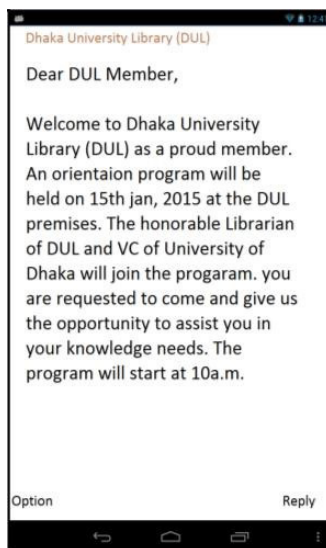 12:4
Dhaka University Library (DUL)
Dear DUL Member,
Welcome to Dhaka University
Library (DUL) as a proud member.
An orientaion program will be
held on 15th jan, 2015 at the DUL
premises. The honorable Librarian
of DUL and VC of University of
Dhaka will join the progaram. you
are requested to come and give us
the opportunity to assist you in
your knowledge needs. The
program will start at 10a.m.
Option Reply